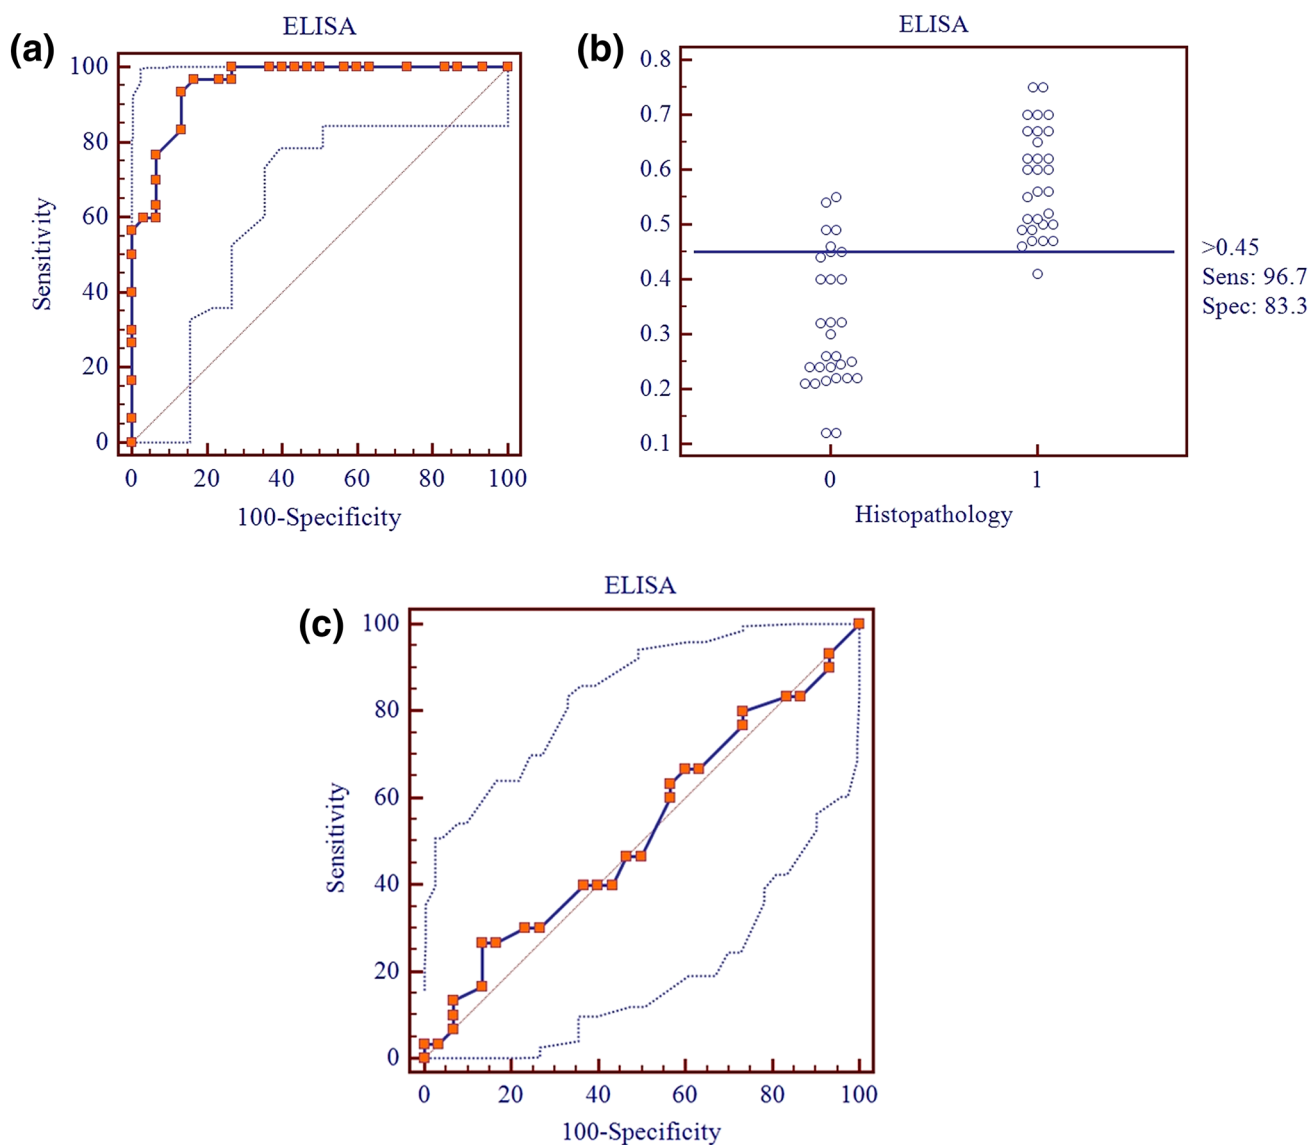 (a)
ELISA
100
80
60
40
20
0
Sensitivity
0 20 40 60 80 100
100-Specificity
(b)
ELISA
0.8
0.7
0.6
0.5
0.4
0.3
0.2
0.1
0 1
Histopathology
>0.45
Sens: 96.7
Spec: 83.3
(c)
ELISA
100
80
60
40
20
0
Sensitivity
0 20 40 60 80 100
100-Specificity